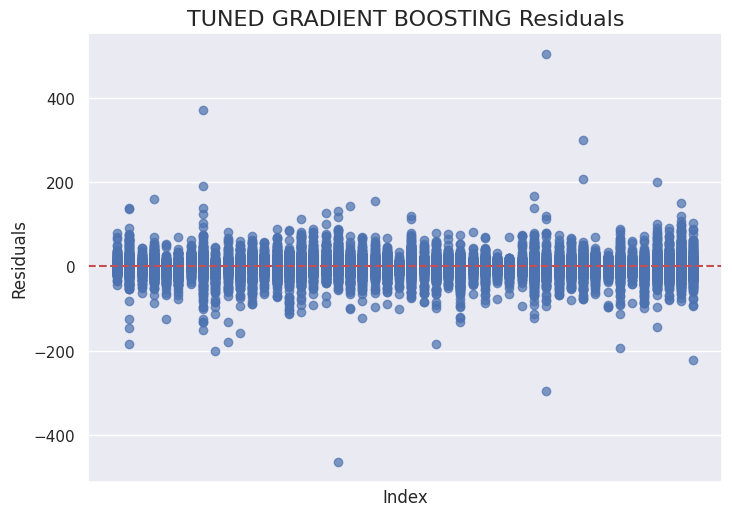 TUNED GRADIENT BOOSTING Residuals
400
200
0
−200
−400
Residuals
Index